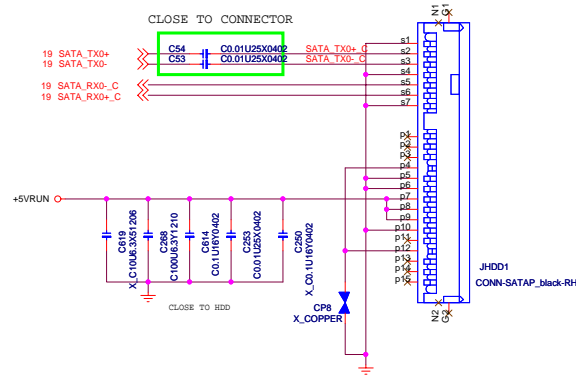 CLOSE TO CONNECTOR
N1
G1
19 SATA_TX0+
C54
C0.01U25X0402
SATA_TX0+_C
19 SATA_TX0-
C53
C0.01U25X0402
SATA_TX0-_C
19 SATA_RX0-_C
19 SATA_RX0+_C
s1
s2
s3
s4
s5
s6
s7
p1
p2
p3
p4
p5
p6
p7
p8
p9
p10
p11
p12
p13
p14
p15
+5VRUN
C619
X_C10U6.3X51206
C268
C100U6.3Y1210
C614
C0.1U16Y0402
C253
C0.01U25X0402
C250
X_C0.1U16Y0402
CLOSE TO HDD
CP8
X_COPPER
JHDD1
CONN-SATAP_black-RH
N2
G2